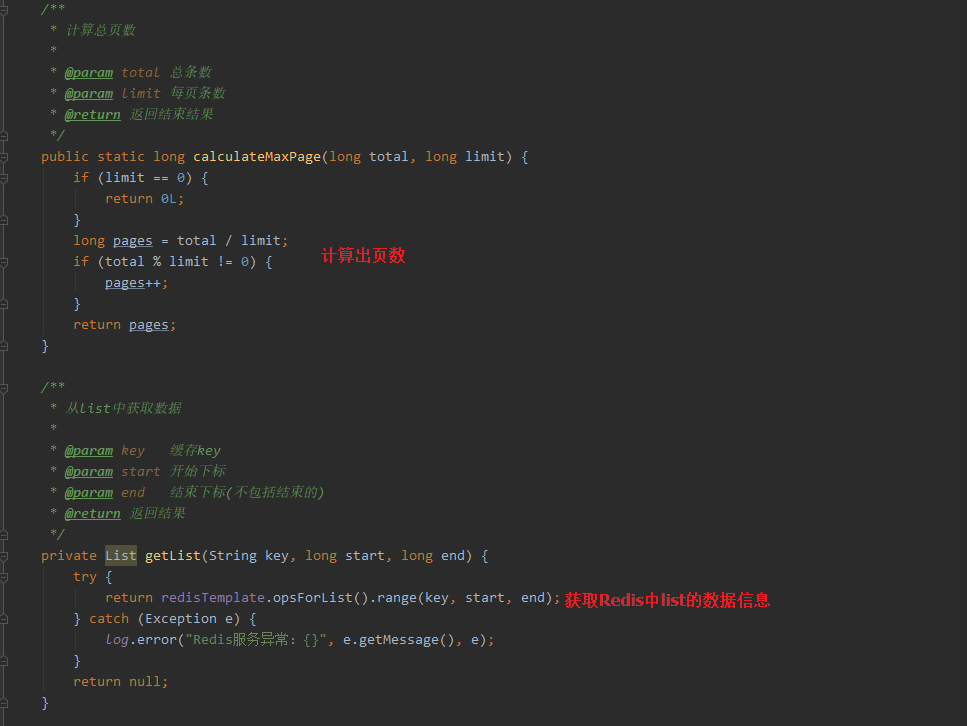 /**
 * 计算总页数
 *
 * @param total 总条数
 * @param limit 每页条数
 * @return 返回结束结果
 */
public static long calculateMaxPage(long total, long limit) {
    if (limit == 0) {
        return 0L;
    }
    long pages = total / limit;
计算出页数
    if (total % limit != 0) {
        pages++;
    }
    return pages;
}
/**
 * 从List中获取数据
 *
 * @param key   缓存key
 * @param start 开始下标
 * @param end   结束下标(不包括结束的)
 * @return 返回结果
 */
private List getList(String key, long start, long end) {
    try {
        return redisTemplate.opsForList().range(key, start, end); 获取Redis中list的数据信息
    } catch (Exception e) {
        log.error("Redis服务异常：{}", e.getMessage(), e);
    }
    return null;
}